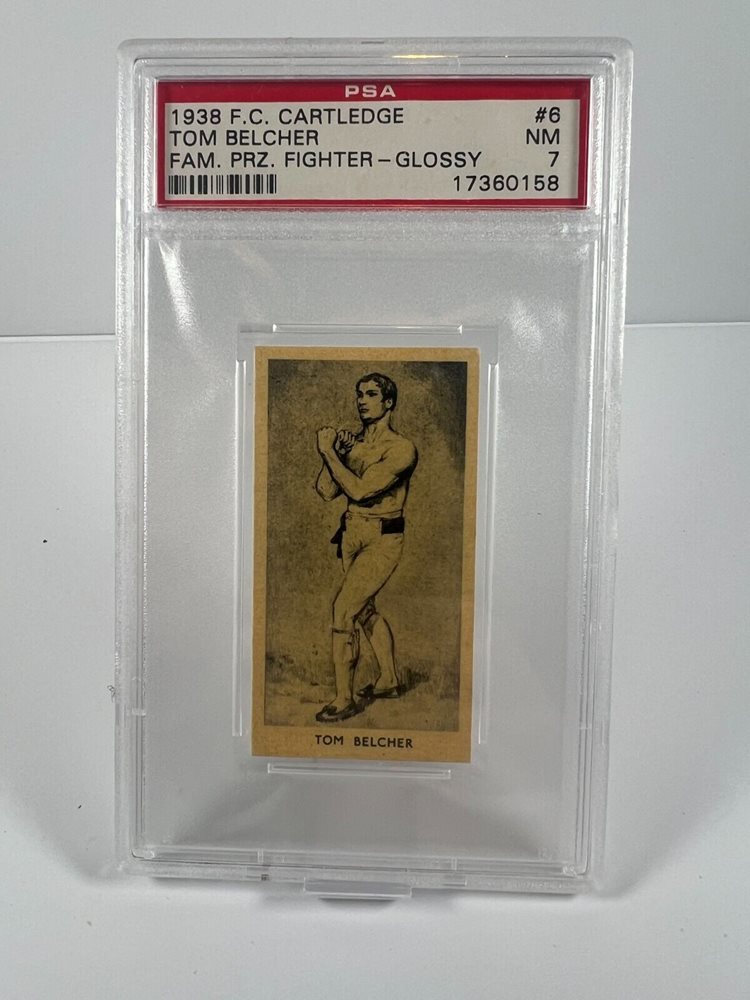 PSA
1938 F.C. CARTLEDGE #6
TOM BELCHER NM
FAM. PRZ. FIGHTER-GLOSSY 7
17360158
TOM BELCHER